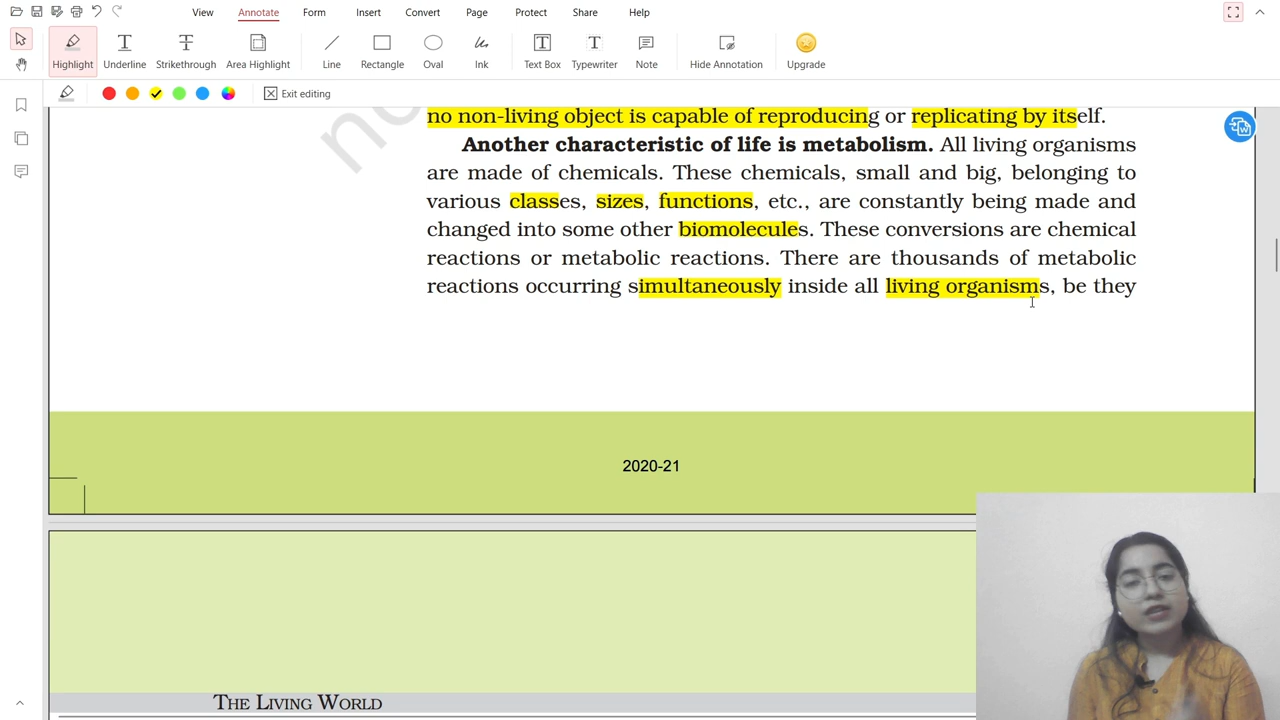 View Annotate Form Insert Convert Page Protect Share Help
Highlight Underline Strikethrough Area Highlight Line Rectangle Oval Ink Text Box Typewriter Note Hide Annotation Upgrade
Exit editing
no non-living object is capable of reproducing or replicating by itself.
Another characteristic of life is metabolism. All living organisms
are made of chemicals. These chemicals, small and big, belonging to
various classes, sizes, functions, etc., are constantly being made and
changed into some other biomolecules. These conversions are chemical
reactions or metabolic reactions. There are thousands of metabolic
reactions occurring simultaneously inside all living organisms, be they
2020-21
THE LIVING WORLD